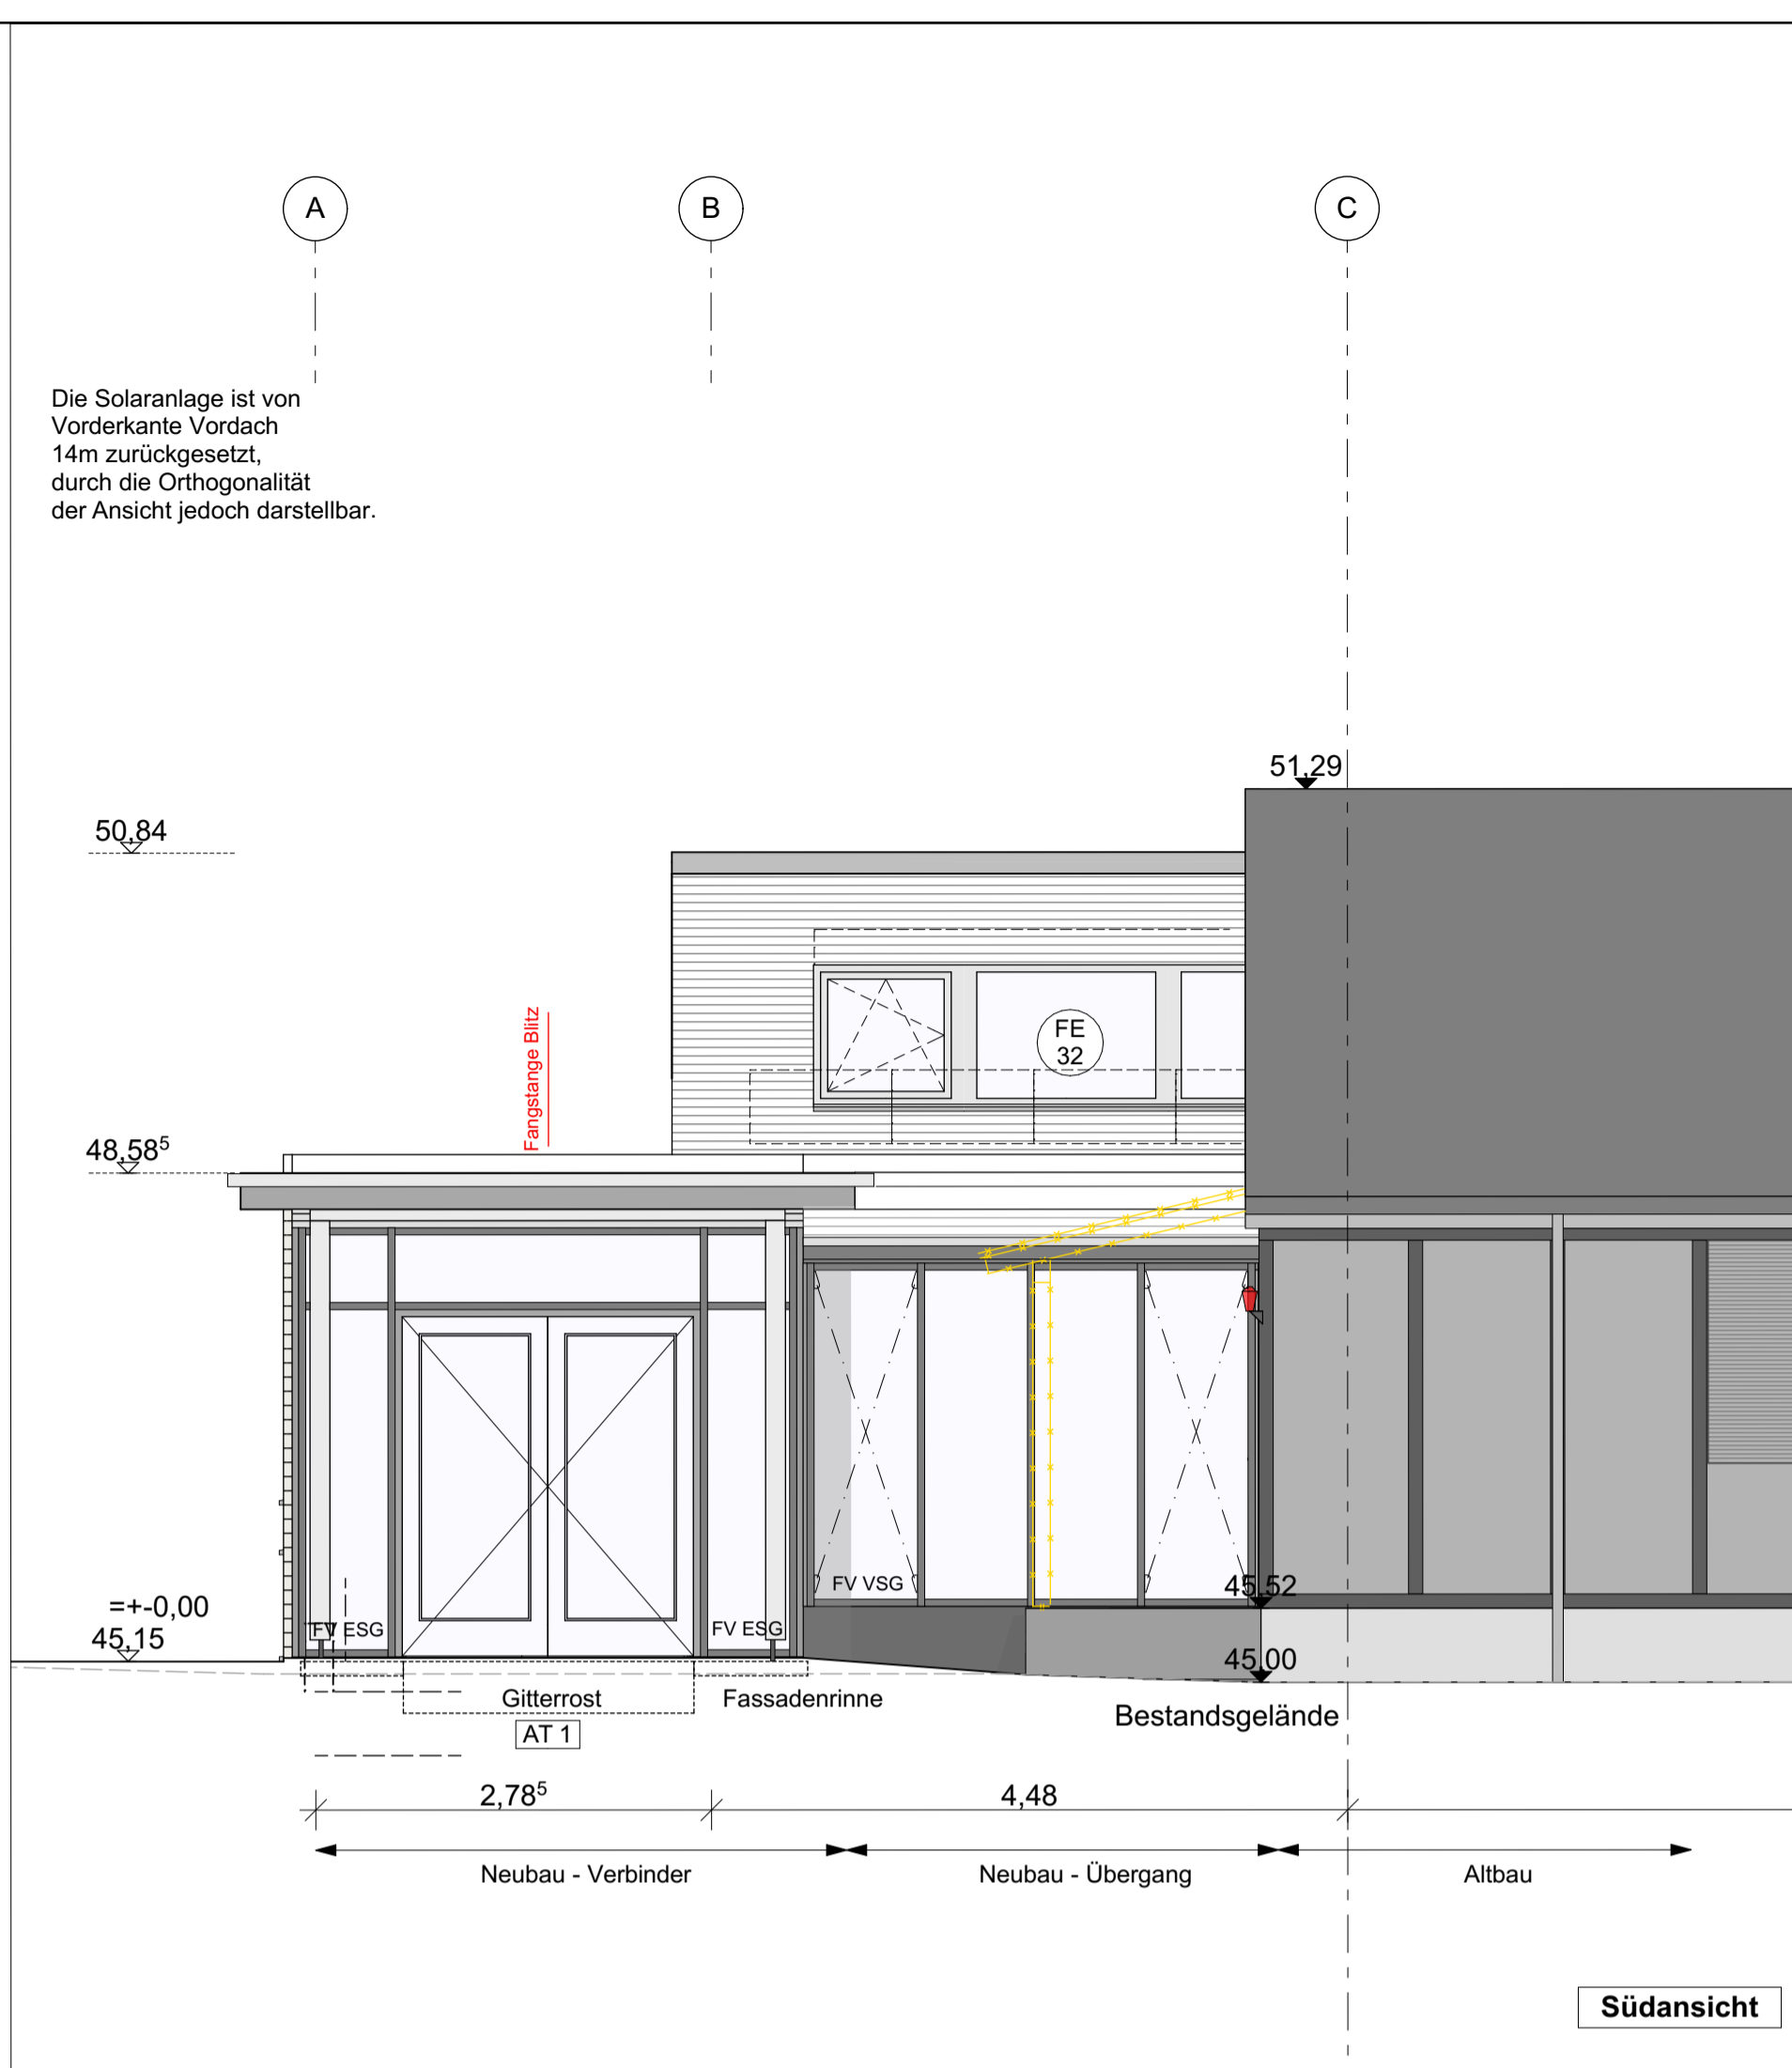 A
B
C
Die Solaranlage ist von
Vorderkante Vordach
14m zurückgesetzt,
durch die Orthogonalität
der Ansicht jedoch darstellbar.
51,29
50,84
FE
32
Fangstange Blitz
48,58⁵
FV VSG
45,52
=+-0,00
45,15
FV ESG
FV ESG
45,00
Gitterrost
Fassadenrinne
AT 1
Bestandsgelände
2,78⁵
4,48
Neubau - Verbinder
Neubau - Übergang
Altbau
Südansicht